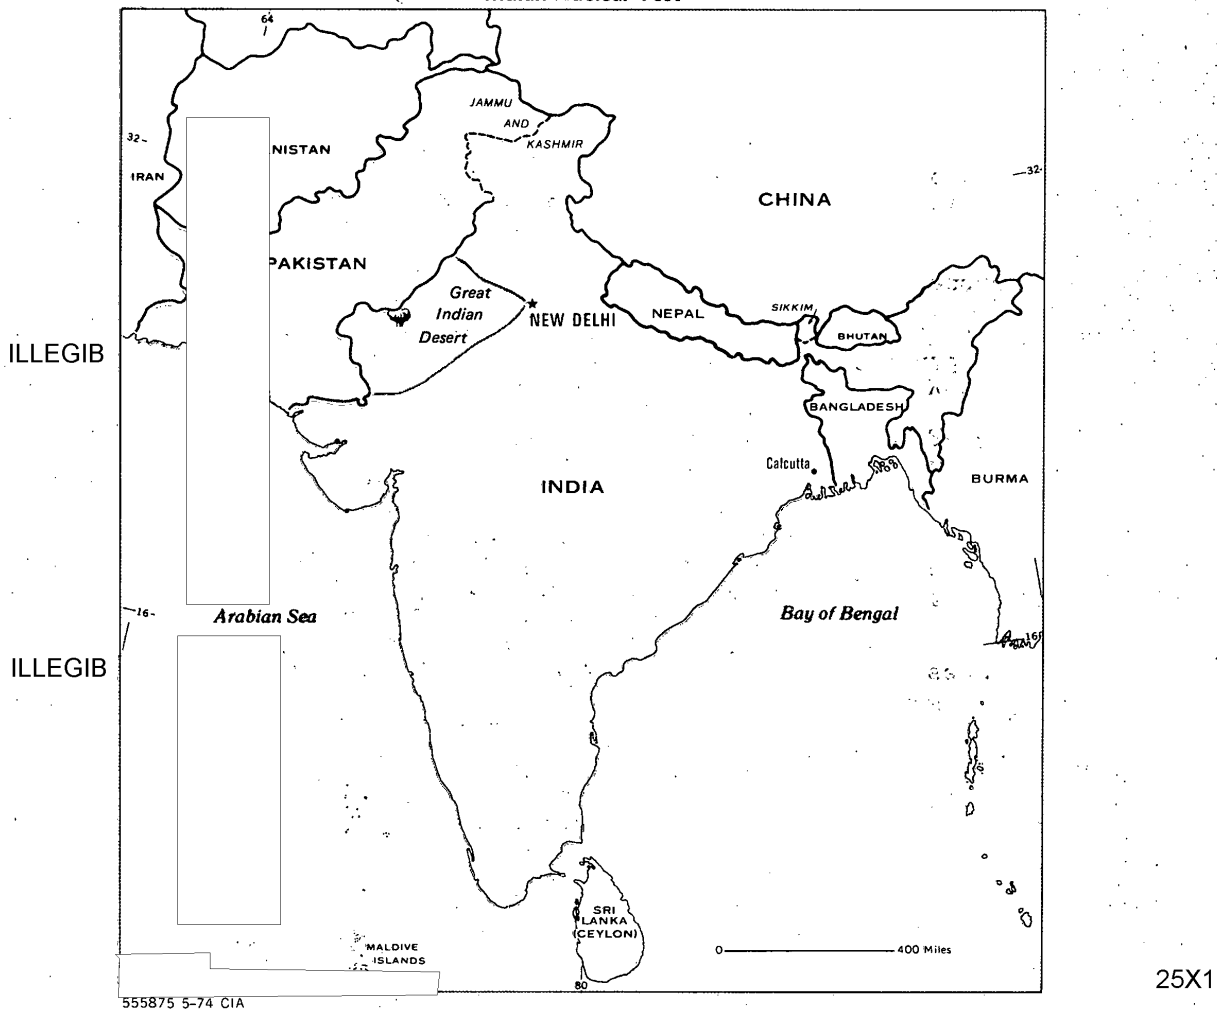 64
JAMMU
AND
KASHMIR
32
NISTAN
IRAN
32
CHINA
PAKISTAN
Great
Indian
Desert
NEW DELHI
NEPAL
SIKKIM
BHUTAN
ILLEGIB
BANGLADESH
Calcutta
INDIA
BURMA
Arabian Sea
Bay of Bengal
16
16
ILLEGIB
SRI
LANKA
(CEYLON)
MALDIVE
ISLANDS
0 400 Miles
80
25X1
555875 5-74 CIA